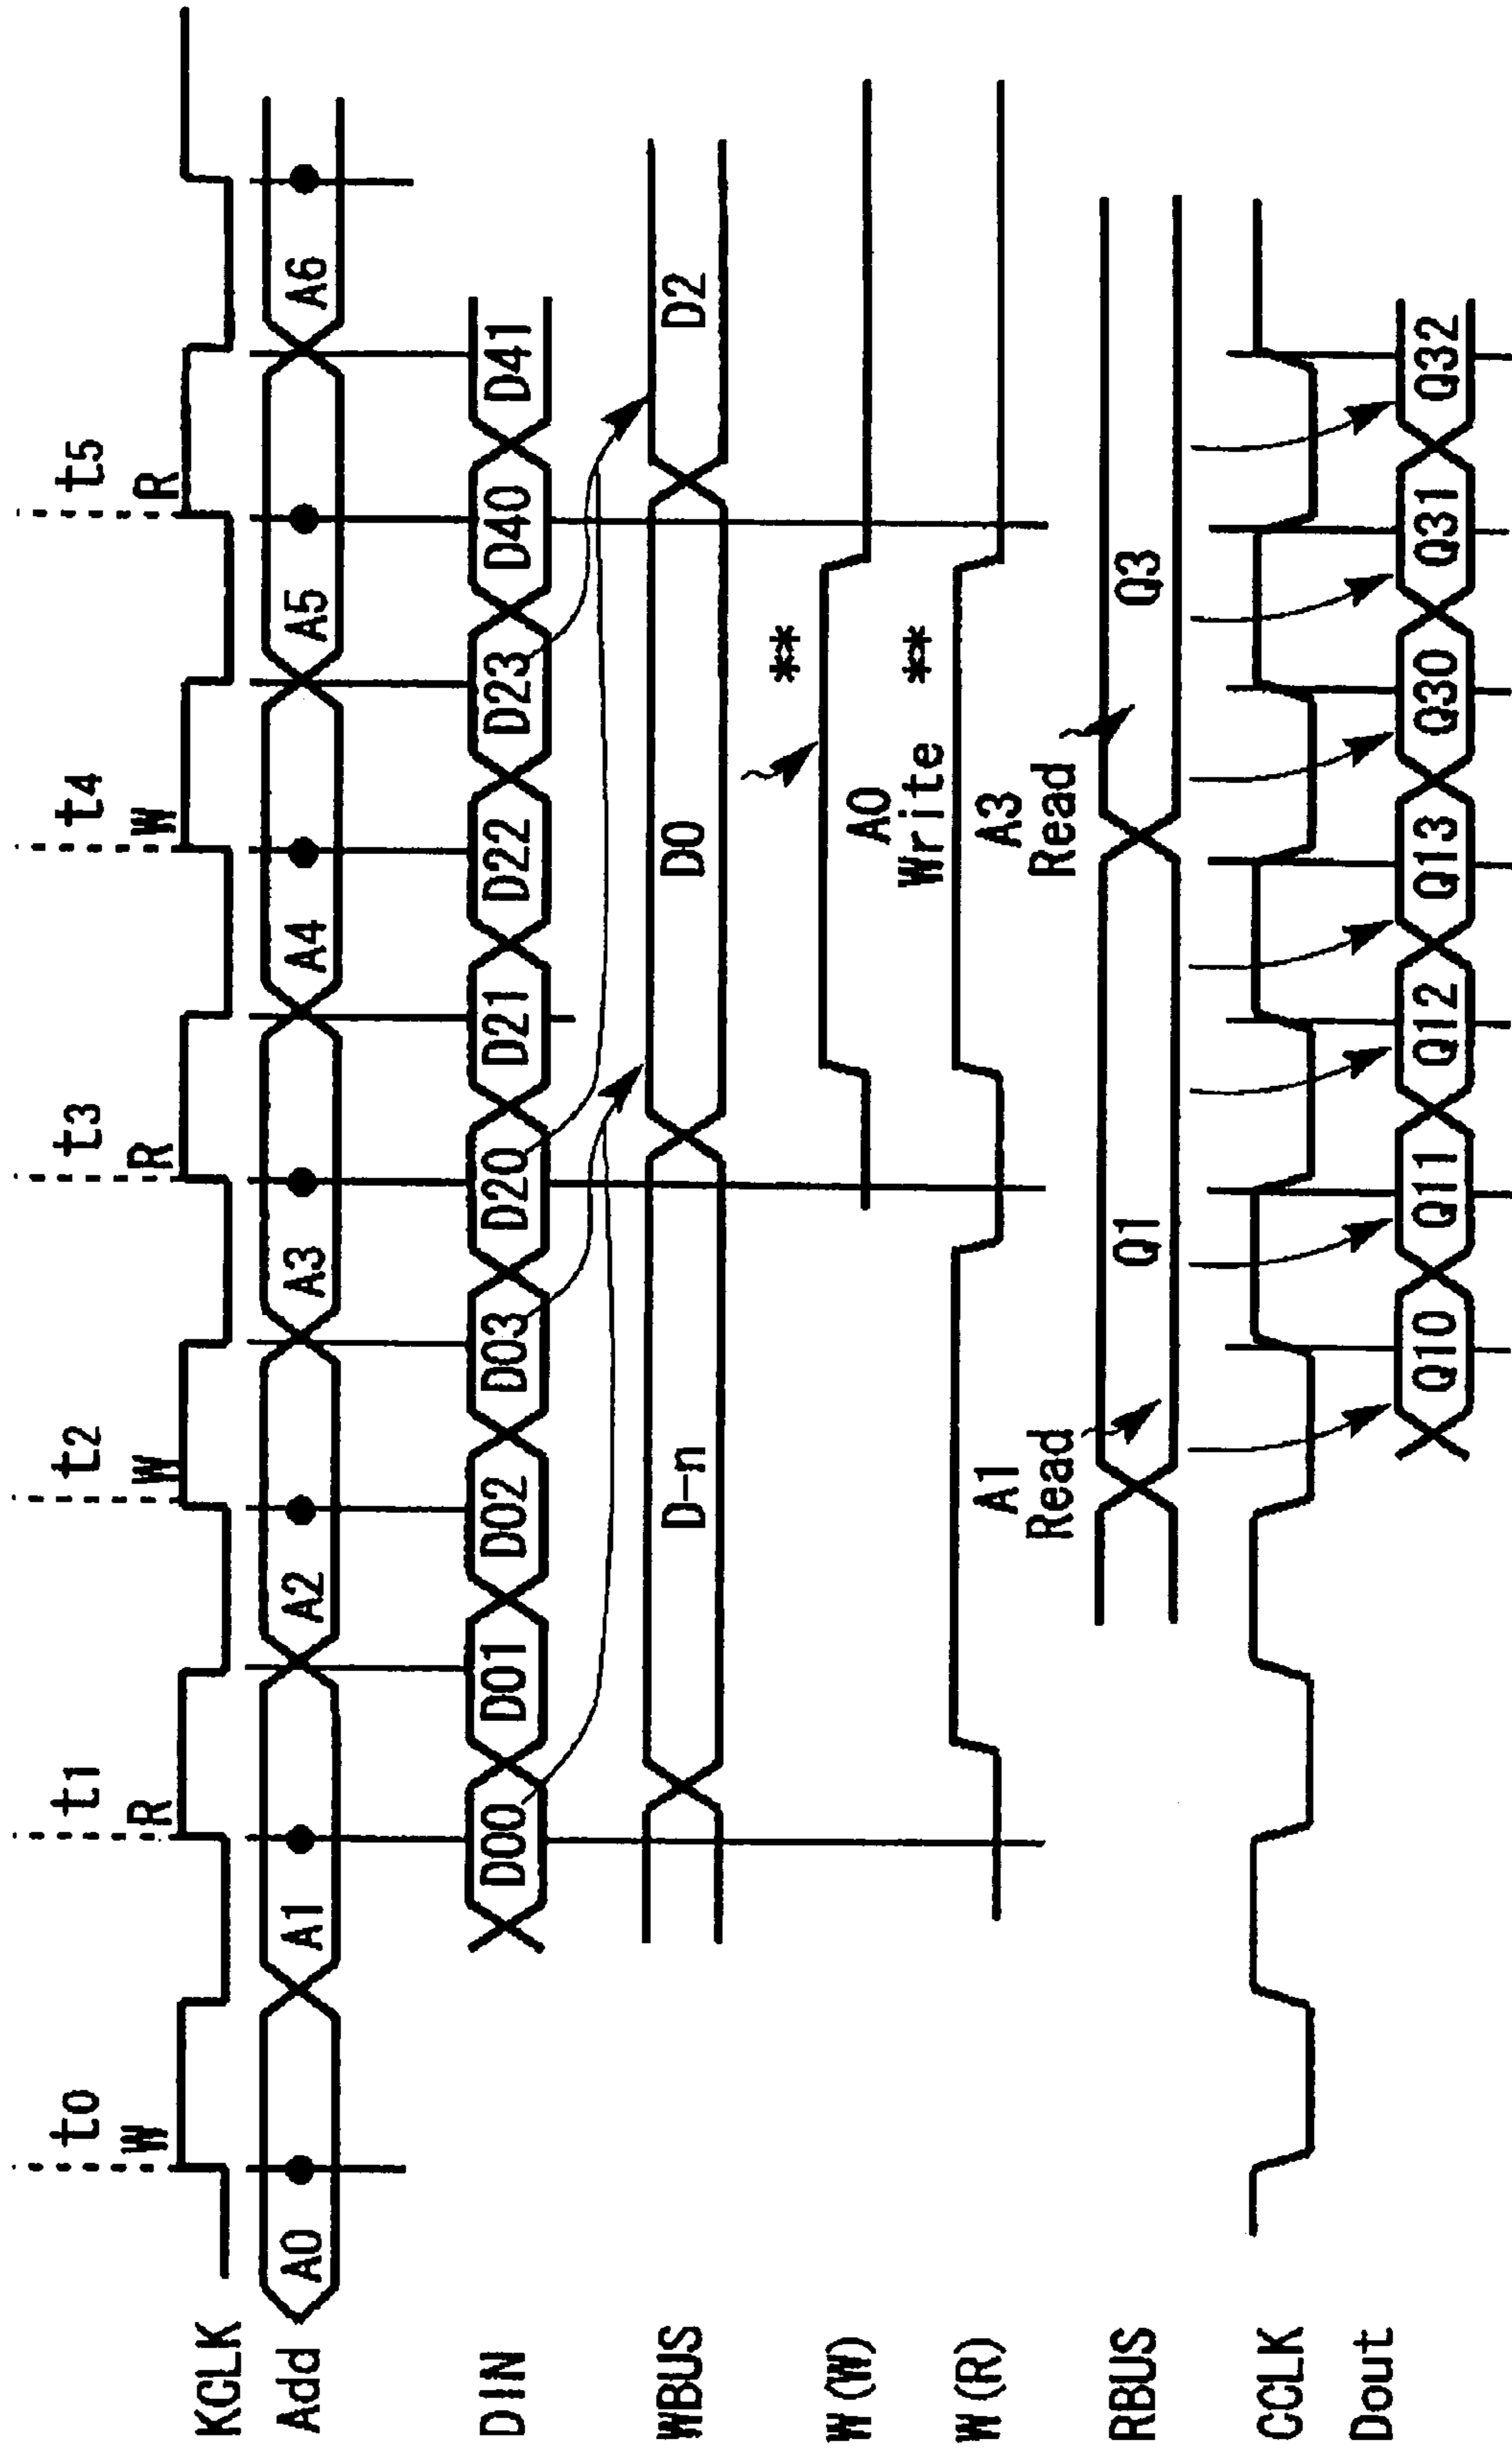 t0 t1 t2 t3 t4 t5
W R W R W R
KCLK
Add A0 A1 A2 A3 A4 A5 A6
DIN D00 D01 D02 D03 D20 D21 D22 D23 D40 D41
WBUS D-n D0 D2
**
W(W)
A0
Write **
W(R)
A1 A3
Read Read
RBUS Q1 Q3
CCLK
Dout
Q10 Q11 Q12 Q13 Q30 Q31 Q32